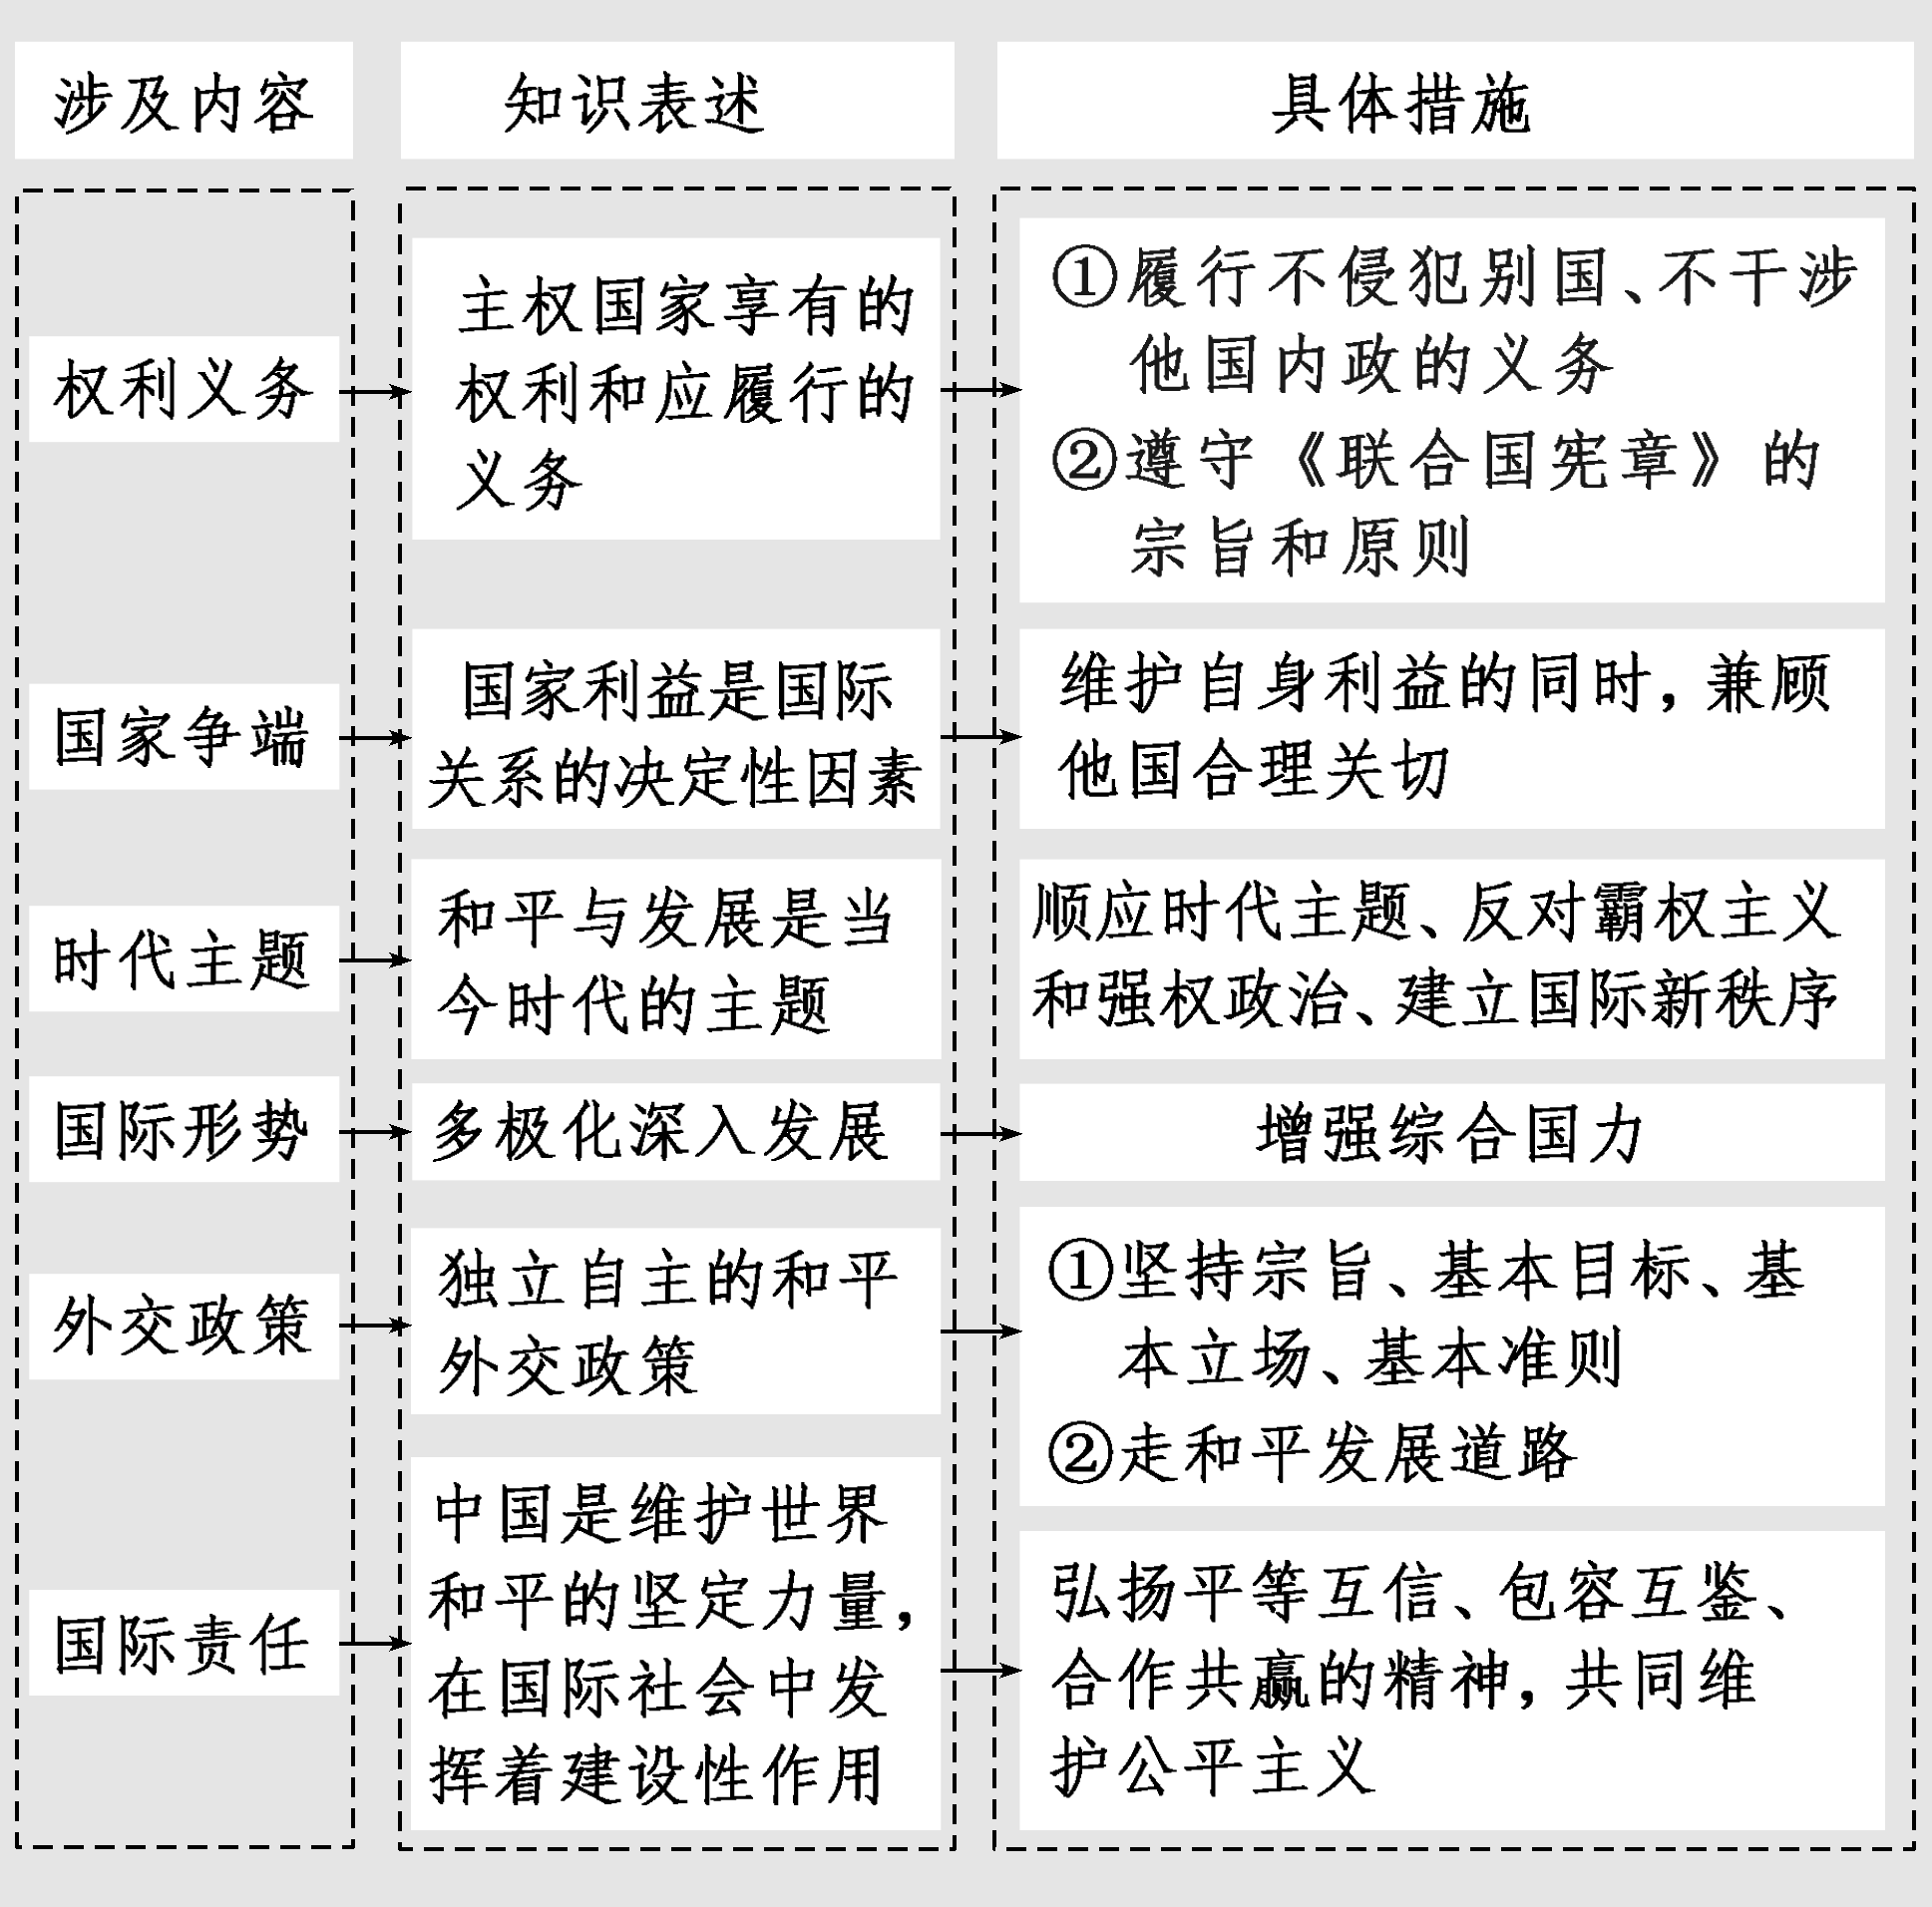 涉及内容
知识表述
具体措施
权利义务
主权国家享有的
权利和应履行的
义务
①履行不侵犯别国、不干涉
他国内政的义务
②遵守《联合国宪章》的
宗旨和原则
国家争端
国家利益是国际
关系的决定性因素
维护自身利益的同时,兼顾
他国合理关切
时代主题
和平与发展是当
今时代的主题
顺应时代主题、反对霸权主义
和强权政治、建立国际新秩序
国际形势
多极化深入发展
增强综合国力
外交政策
独立自主的和平
外交政策
①坚持宗旨、基本目标、基
本立场、基本准则
②走和平发展道路
国际责任
中国是维护世界
和平的坚定力量,
在国际社会中发
挥着建设性作用
弘扬平等互信、包容互鉴、
合作共赢的精神,共同维
护公平主义